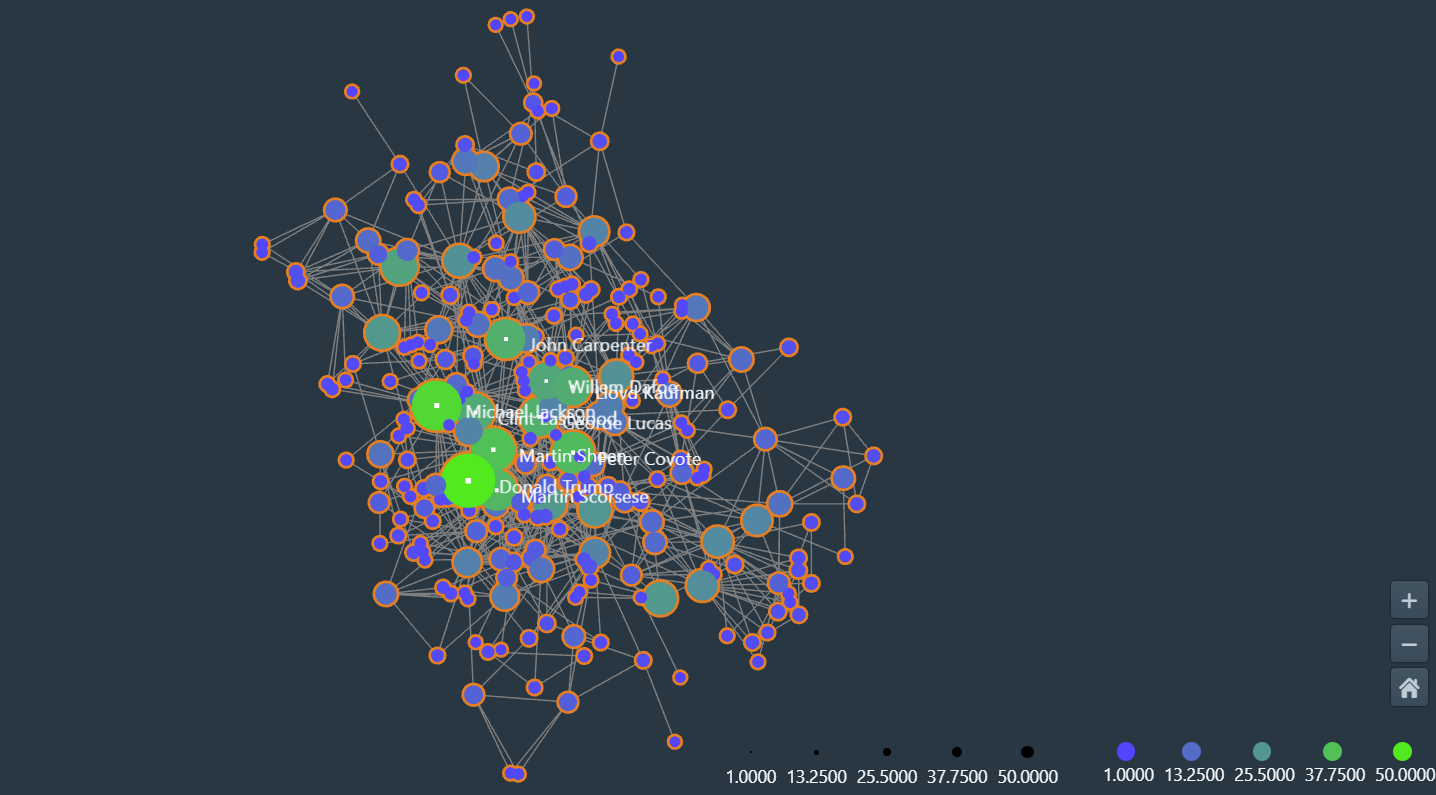 John Carpenter
Willem Dafoe
Lloyd Kaufman
Michael Jackson
Clint Eastwood
George Lucas
Martin Sheen
Peter Coyote
Donald Trump
Martin Scorsese
1.0000 13.2500 25.5000 37.7500 50.0000 1.0000 13.2500 25.5000 37.7500 50.0000